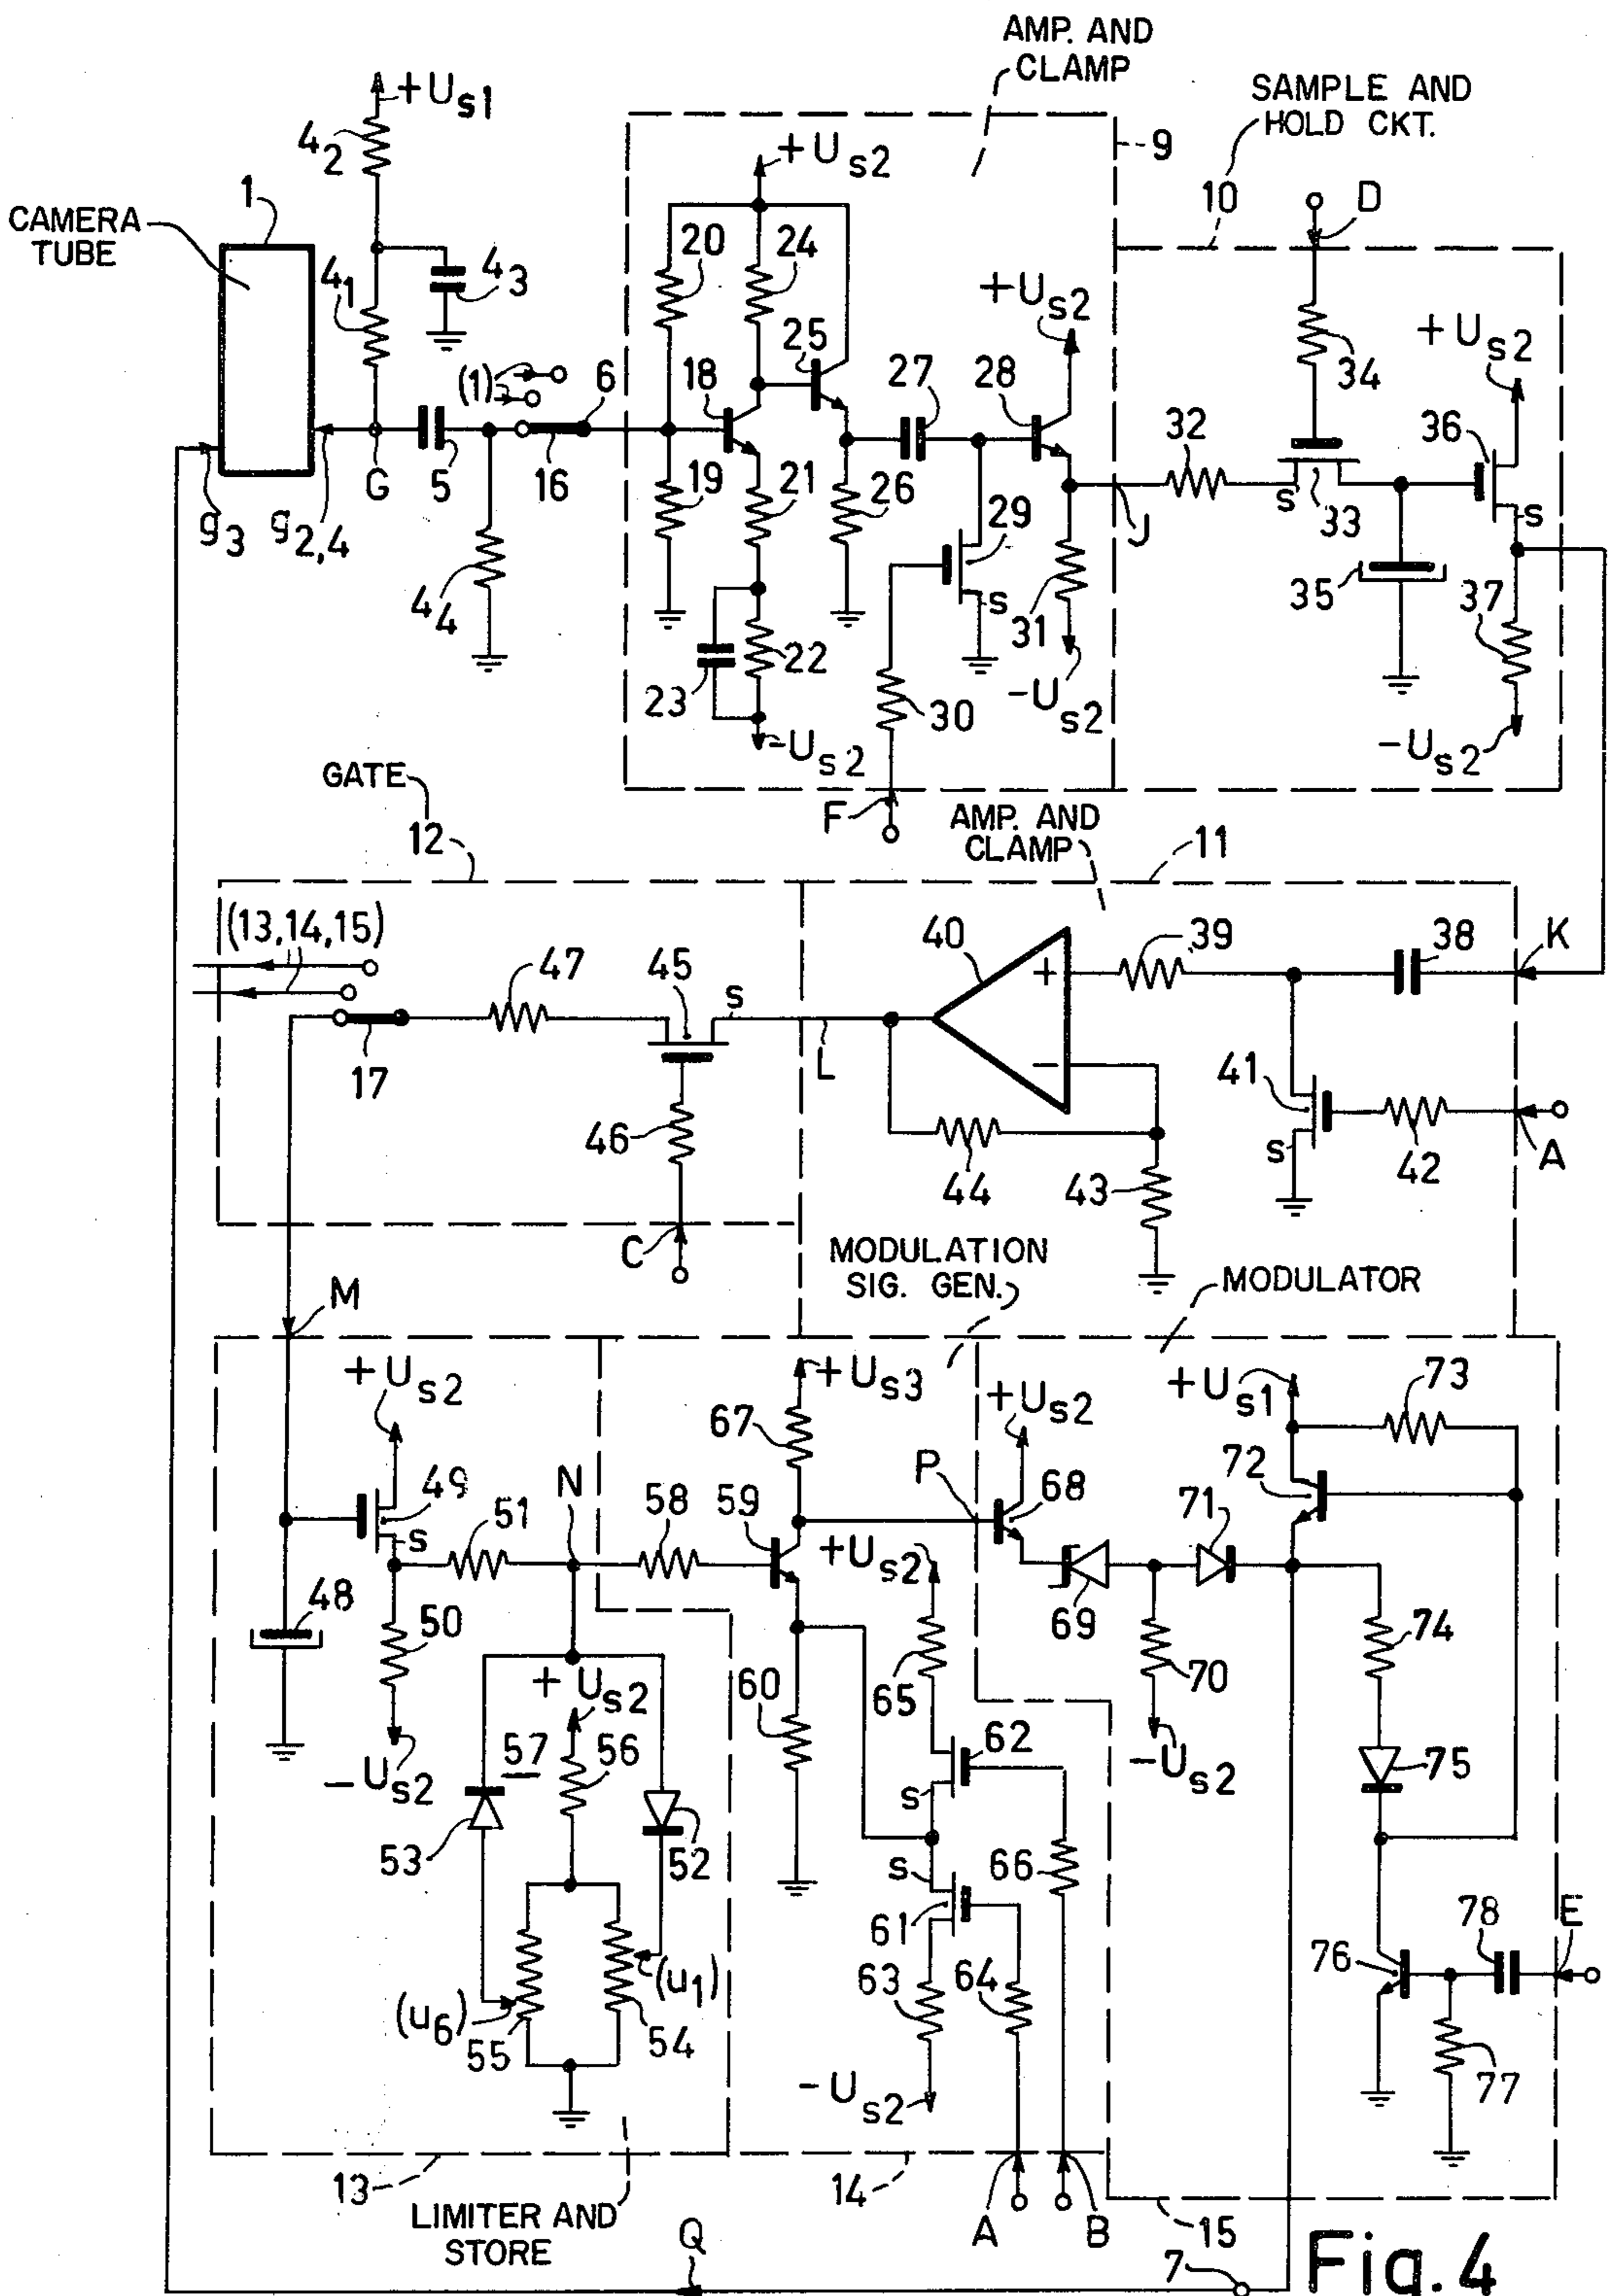 AMP. AND
CLAMP
SAMPLE AND
HOLD CKT.
+Us1
42
1
CAMERA
TUBE
41
43
+Us2
9
10
D
20
24
+Us2
34
+Us2
25
(1)
6
18
27
28
32
36
G
5
16
19
21
26
29
J
s
33
s
g3
g2,4
44
s
31
35
37
23
22
30
-Us2
-Us2
-Us2
F
GATE
12
AMP. AND
CLAMP
11
(13,14,15)
47
45
40
39
38
K
s
+
17
L
-
41
46
44
43
s
42
A
C
MODULATION
SIG. GEN.
MODULATOR
M
+Us2
+Us3
+Us2
+Us1
73
67
49
N
P
68
72
51
58
59
71
s
+Us2
48
50
69
74
60
65
70
+Us2
-Us2
57
56
62
-Us2
75
53
52
s
s
66
61
78
E
(u1)
63
64
76
(u6)
55
54
77
-Us2
13
14
A
B
15
LIMITER AND
STORE
Q
7
Fig.4